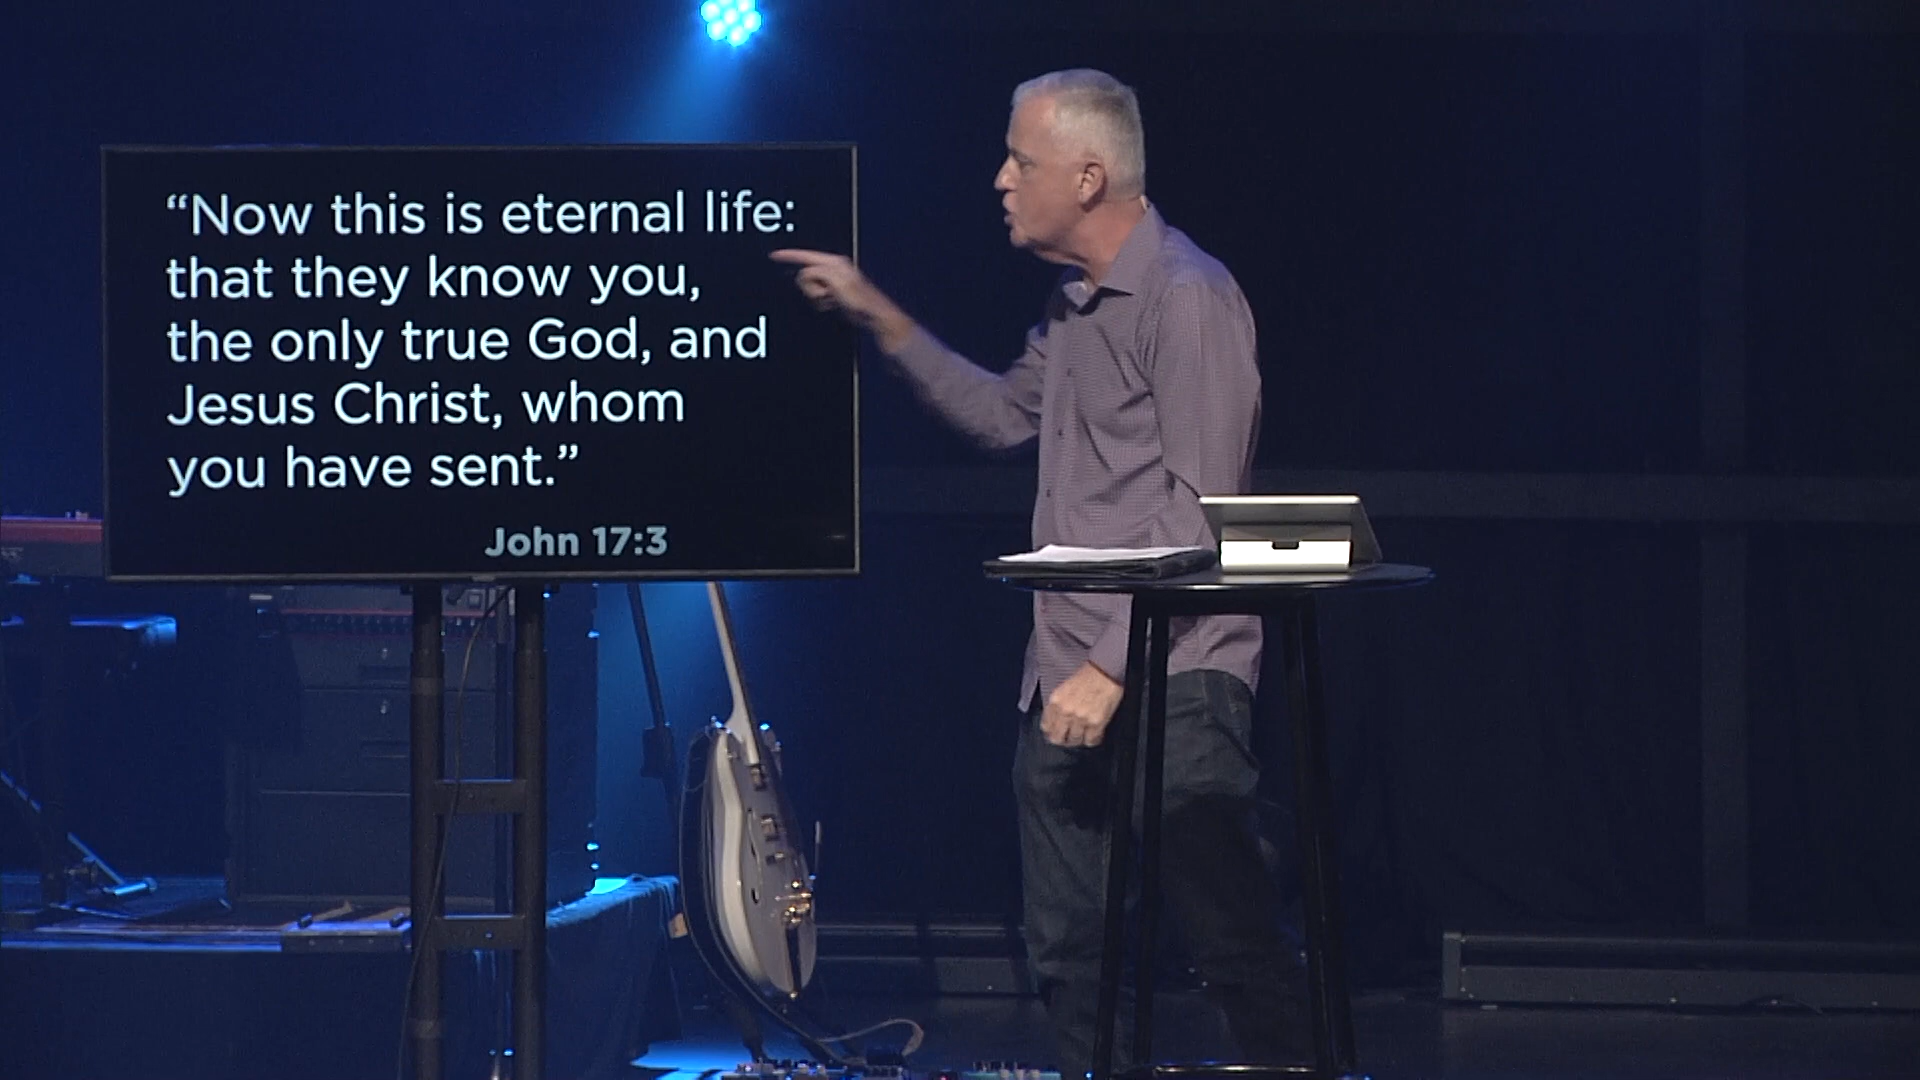 “Now this is eternal life:
that they know you,
the only true God, and
Jesus Christ, whom
you have sent.”
John 17:3